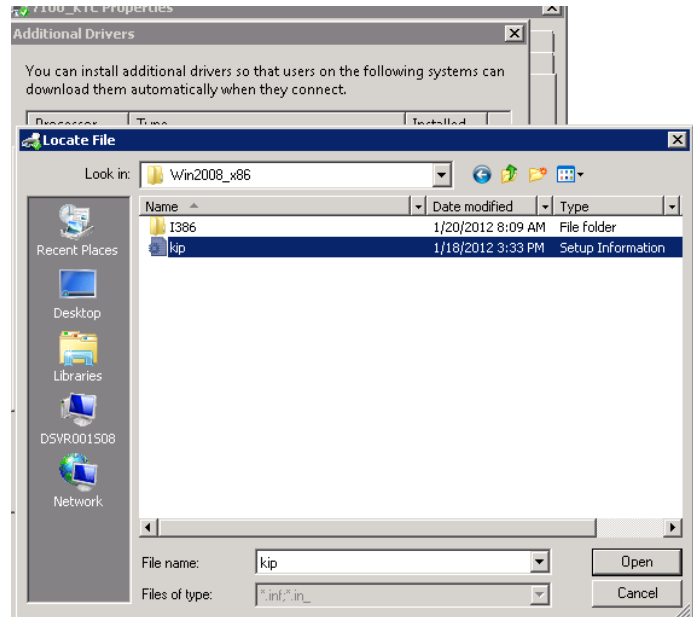 7100_KTC Properties
Additional Drivers
You can install additional drivers so that users on the following systems can
download them automatically when they connect.
Processor Type Installed
Locate File
Look in: Win2008_x86
Name Date modified Type
I386 1/20/2012 8:09 AM File folder
kip 1/18/2012 3:33 PM Setup Information
Recent Places
Desktop
Libraries
DSVR001S08
Network
File name: kip Open
Files of type: *.inf;*.in_ Cancel